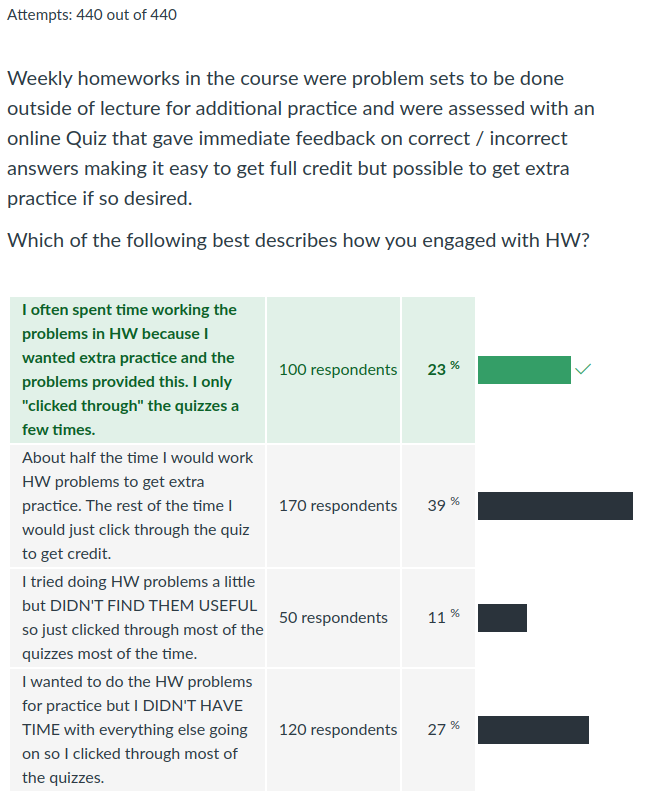 Attempts: 440 out of 440
Weekly homeworks in the course were problem sets to be done
outside of lecture for additional practice and were assessed with an
online Quiz that gave immediate feedback on correct / incorrect
answers making it easy to get full credit but possible to get extra
practice if so desired.
Which of the following best describes how you engaged with HW?
I often spent time working the
problems in HW because I
wanted extra practice and the
problems provided this. I only
"clicked through" the quizzes a
few times.
100 respondents
23 %
About half the time I would work
HW problems to get extra
practice. The rest of the time I
would just click through the quiz
to get credit.
170 respondents
39 %
I tried doing HW problems a little
but DIDN'T FIND THEM USEFUL
so just clicked through most of the
quizzes most of the time.
50 respondents
11 %
I wanted to do the HW problems
for practice but I DIDN'T HAVE
TIME with everything else going
on so I clicked through most of
the quizzes.
120 respondents
27 %